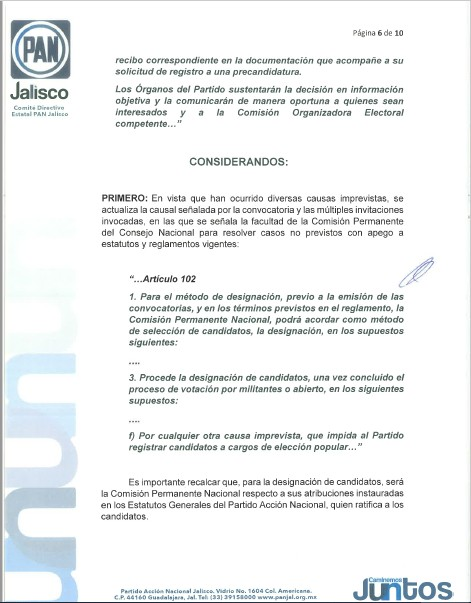 Página 6 de 10
PAN
Jalisco
Comité Directivo
Estatal PAN Jalisco
recibo correspondiente en la documentación que acompañe a su
solicitud de registro a una precandidatura.
Los Órganos del Partido sustentarán la decisión en información
objetiva y la comunicarán de manera oportuna a quienes sean
interesados y a la Comisión Organizadora Electoral
competente…”
CONSIDERANDOS:
PRIMERO: En vista que han ocurrido diversas causas imprevistas, se
actualiza la causal señalada por la convocatoria y las múltiples invitaciones
invocadas, en las que se señala la facultad de la Comisión Permanente
del Consejo Nacional para resolver casos no previstos con apego a
estatutos y reglamentos vigentes:
“…Artículo 102
1. Para el método de designación, previo a la emisión de las
convocatorias, y en los términos previstos en el reglamento, la
Comisión Permanente Nacional, podrá acordar como método
de selección de candidatos, la designación, en los supuestos
siguientes:
….
3. Procede la designación de candidatos, una vez concluido el
proceso de votación por militantes o abierto, en los siguientes
supuestos:
….
f) Por cualquier otra causa imprevista, que impida al Partido
registrar candidatos a cargos de elección popular…”
Es importante recalcar que, para la designación de candidatos, será
la Comisión Permanente Nacional respecto a sus atribuciones instauradas
en los Estatutos Generales del Partido Acción Nacional, quien ratifica a los
candidatos.
Partido Acción Nacional Jalisco. Vidrio No. 1604 Col. Americana.
C.P. 44160 Guadalajara, Jal. Tel: (33) 39158000 www.panjal.org.mx
Caminemos
Juntos